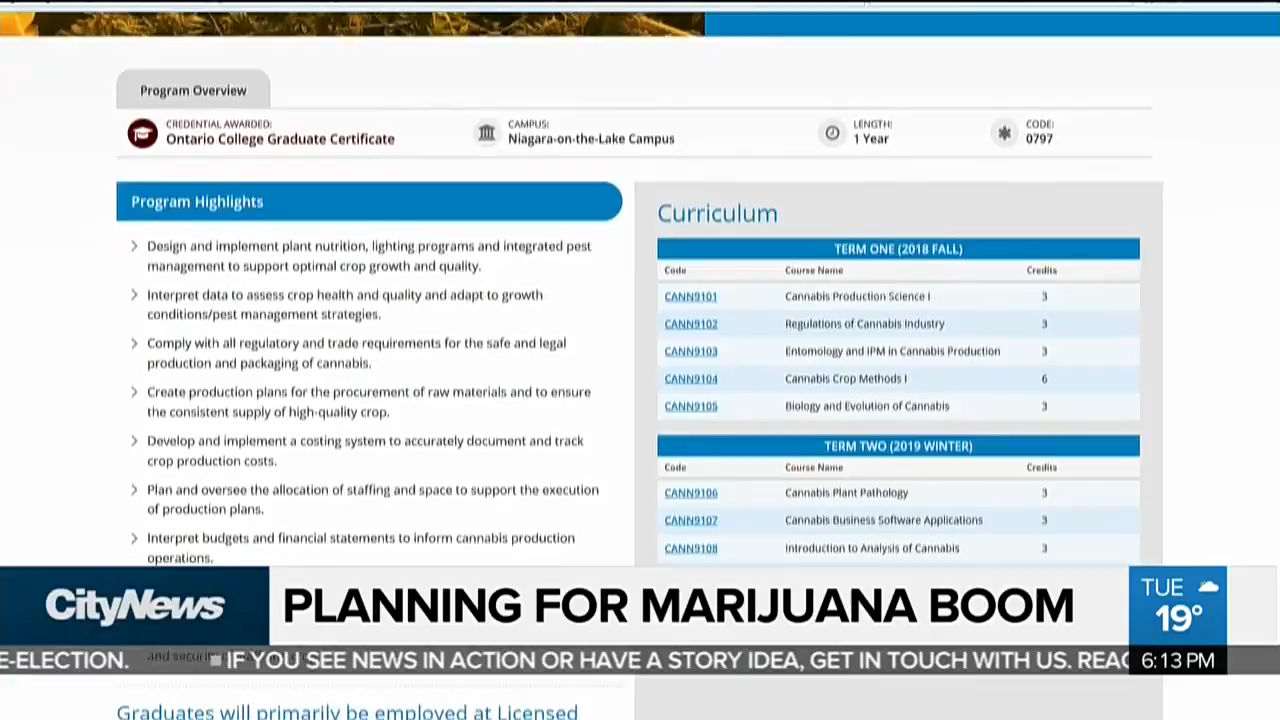 Program Overview
CREDENTIAL AWARDED:
Ontario College Graduate Certificate
CAMPUS:
Niagara-on-the-Lake Campus
LENGTH:
1 Year
CODE:
0797
Program Highlights
Design and implement plant nutrition, lighting programs and integrated pest
management to support optimal crop growth and quality.
Interpret data to assess crop health and quality and adapt to growth
conditions/pest management strategies.
Comply with all regulatory and trade requirements for the safe and legal
production and packaging of cannabis.
Create production plans for the procurement of raw materials and to ensure
the consistent supply of high-quality crop.
Develop and implement a costing system to accurately document and track
crop production costs.
Plan and oversee the allocation of staffing and space to support the execution
of production plans.
Interpret budgets and financial statements to inform cannabis production
operations.
Curriculum
TERM ONE (2018 FALL)
Code Course Name Credits
CANN9101 Cannabis Production Science I 3
CANN9102 Regulations of Cannabis Industry 3
CANN9103 Entomology and IPM in Cannabis Production 3
CANN9104 Cannabis Crop Methods I 6
CANN9105 Biology and Evolution of Cannabis 3
TERM TWO (2019 WINTER)
Code Course Name Credits
CANN9106 Cannabis Plant Pathology 3
CANN9107 Cannabis Business Software Applications 3
CANN9108 Introduction to Analysis of Cannabis 3
CityNews
PLANNING FOR MARIJUANA BOOM
TUE
19°
E-ELECTION. ■ IF YOU SEE NEWS IN ACTION OR HAVE A STORY IDEA, GET IN TOUCH WITH US. REAC
6:13 PM
Graduates will primarily be employed at Licensed